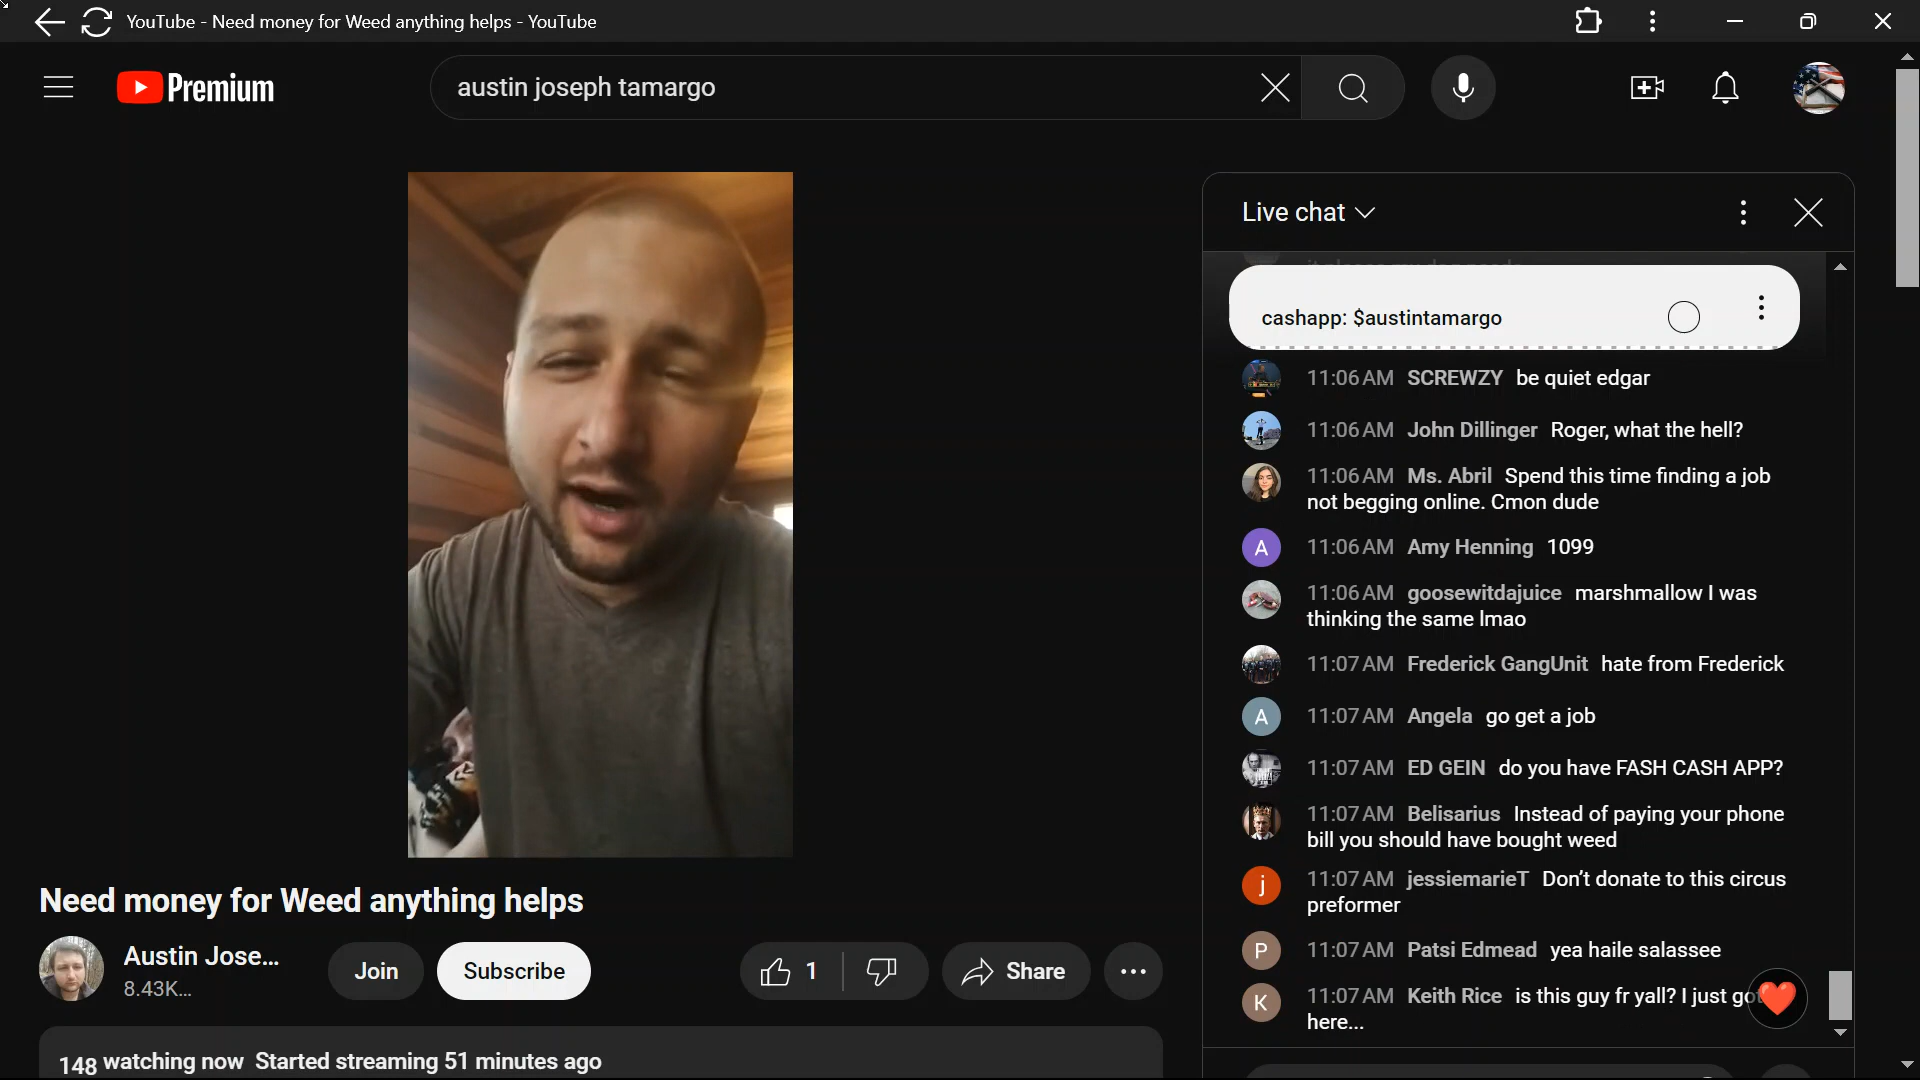 YouTube - Need money for Weed anything helps - YouTube
Premium
austin joseph tamargo
Live chat
cashapp: $austintamargo
11:06 AM SCREWZY be quiet edgar
11:06 AM John Dillinger Roger, what the hell?
11:06 AM Ms. Abril Spend this time finding a job
not begging online. Cmon dude
A 11:06 AM Amy Henning 1099
11:06 AM goosewitdajuice marshmallow I was
thinking the same lmao
11:07 AM Frederick GangUnit hate from Frederick
A 11:07 AM Angela go get a job
11:07 AM ED GEIN do you have FASH CASH APP?
11:07 AM Belisarius Instead of paying your phone
bill you should have bought weed
j 11:07 AM jessiemarieT Don't donate to this circus
preformer
P 11:07 AM Patsi Edmead yea haile salassee
K 11:07 AM Keith Rice is this guy fr yall? I just got
here...
Need money for Weed anything helps
Austin Jose...
8.43K...
Join
Subscribe
1
Share
148 watching now Started streaming 51 minutes ago